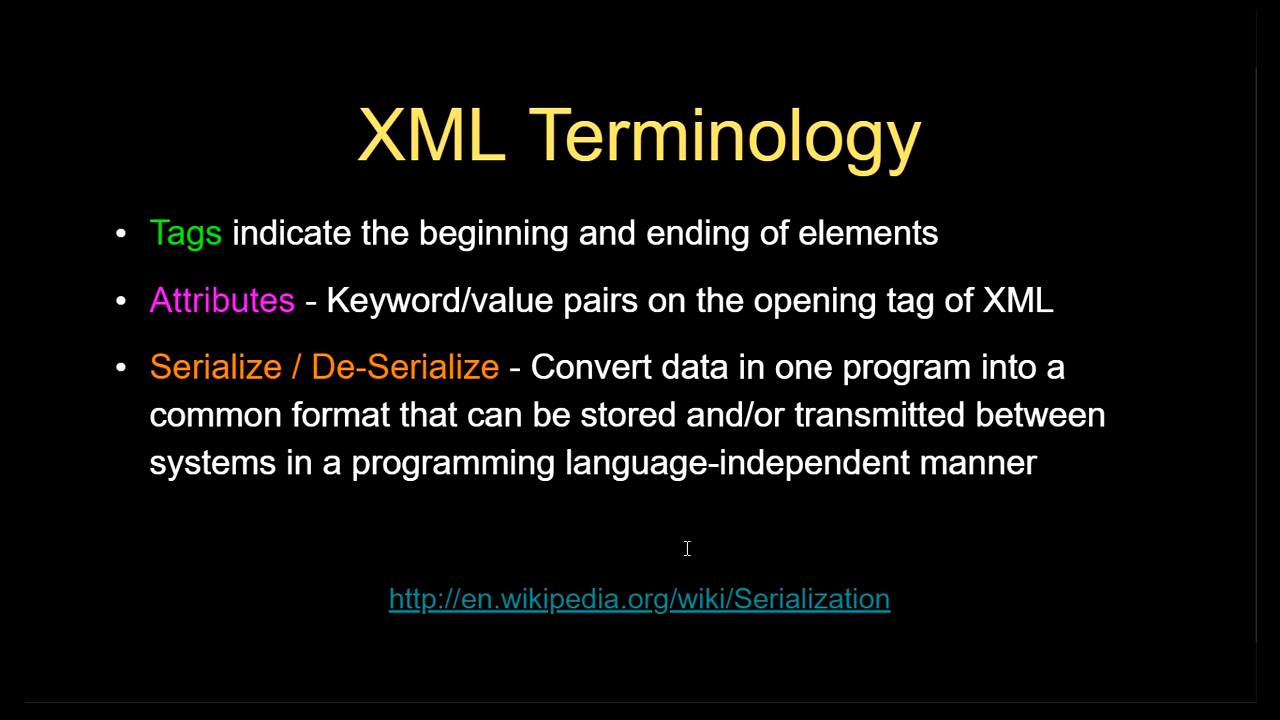 XML Terminology
• Tags indicate the beginning and ending of elements
• Attributes - Keyword/value pairs on the opening tag of XML
• Serialize / De-Serialize - Convert data in one program into a
common format that can be stored and/or transmitted between
systems in a programming language-independent manner
http://en.wikipedia.org/wiki/Serialization